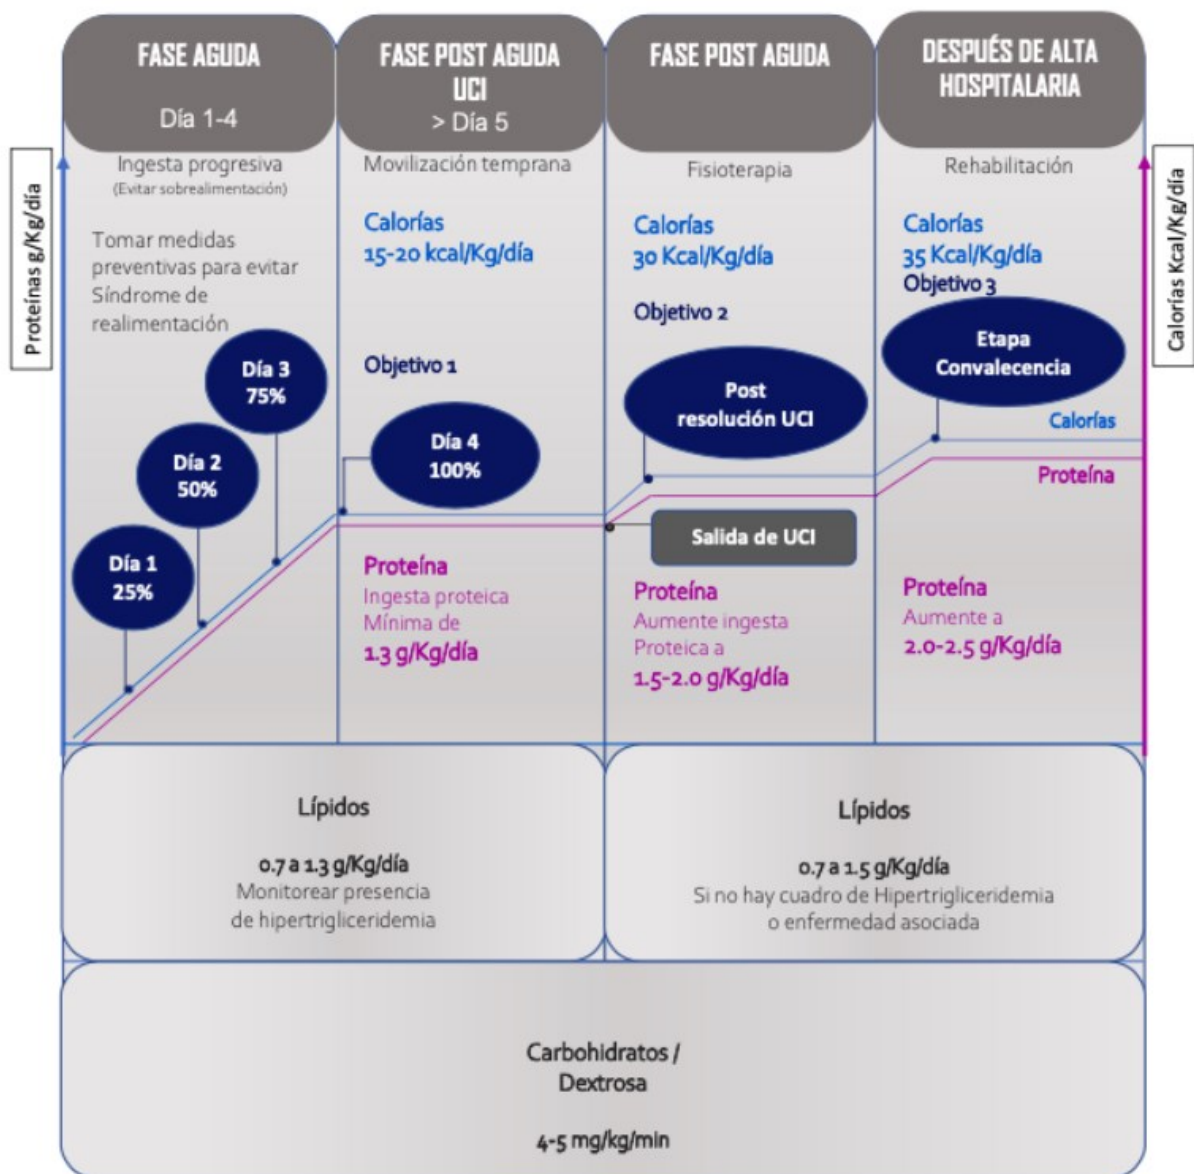 FASE AGUDA
Día 1-4
FASE POST AGUDA
UCI
> Día 5
FASE POST AGUDA
DESPUÉS DE ALTA
HOSPITALARIA
Proteínas g/Kg/día
Calorías Kcal/Kg/día
Ingesta progresiva
(Evitar sobrealimentación)
Tomar medidas
preventivas para evitar
Síndrome de
realimentación
Día 3
75%
Día 2
50%
Día 1
25%
Movilización temprana
Calorías
15-20 kcal/Kg/día
Objetivo 1
Día 4
100%
Proteína
Ingesta proteica
Mínima de
1.3 g/Kg/día
Fisioterapia
Calorías
30 Kcal/Kg/día
Objetivo 2
Post
resolución UCI
Salida de UCI
Proteína
Aumente ingesta
Proteica a
1.5-2.0 g/Kg/día
Rehabilitación
Calorías
35 Kcal/Kg/día
Objetivo 3
Etapa
Convalecencia
Calorías
Proteína
Proteína
Aumente a
2.0-2.5 g/Kg/día
Lípidos
0.7 a 1.3 g/Kg/día
Monitorear presencia
de hipertrigliceridemia
Lípidos
0.7 a 1.5 g/Kg/día
Si no hay cuadro de Hipertrigliceridemia
o enfermedad asociada
Carbohidratos /
Dextrosa
4-5 mg/kg/min